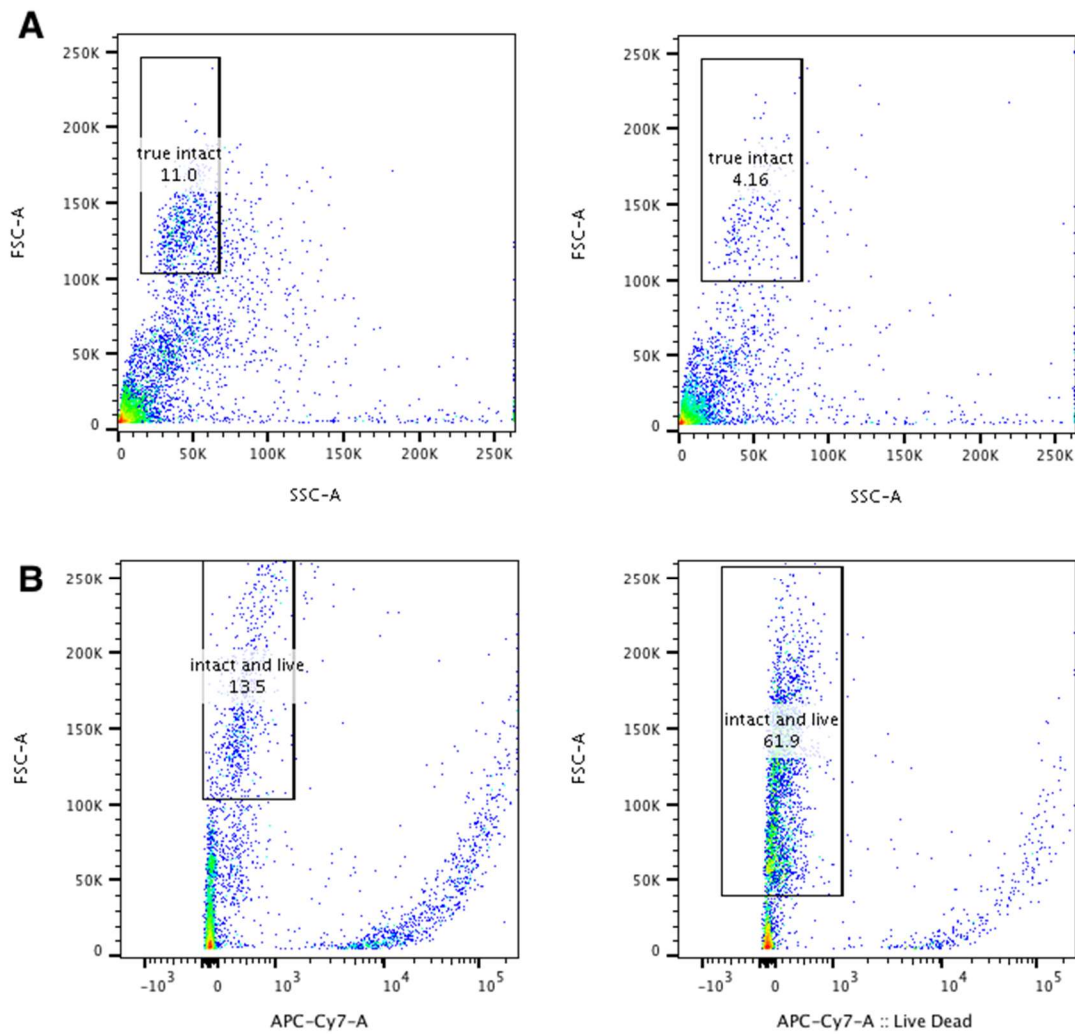 A
250K
200K
150K
100K
50K
0
FSC-A
true intact
11.0
0 50K 100K 150K 200K 250K
SSC-A
250K
200K
150K
100K
50K
0
FSC-A
true intact
4.16
0 50K 100K 150K 200K 250K
SSC-A
B
250K
200K
150K
100K
50K
0
FSC-A
intact and live
13.5
-10³ 0 10³ 10⁴ 10⁵
APC-Cy7-A
250K
200K
150K
100K
50K
0
FSC-A
intact and live
61.9
-10³ 0 10³ 10⁴ 10⁵
APC-Cy7-A :: Live Dead